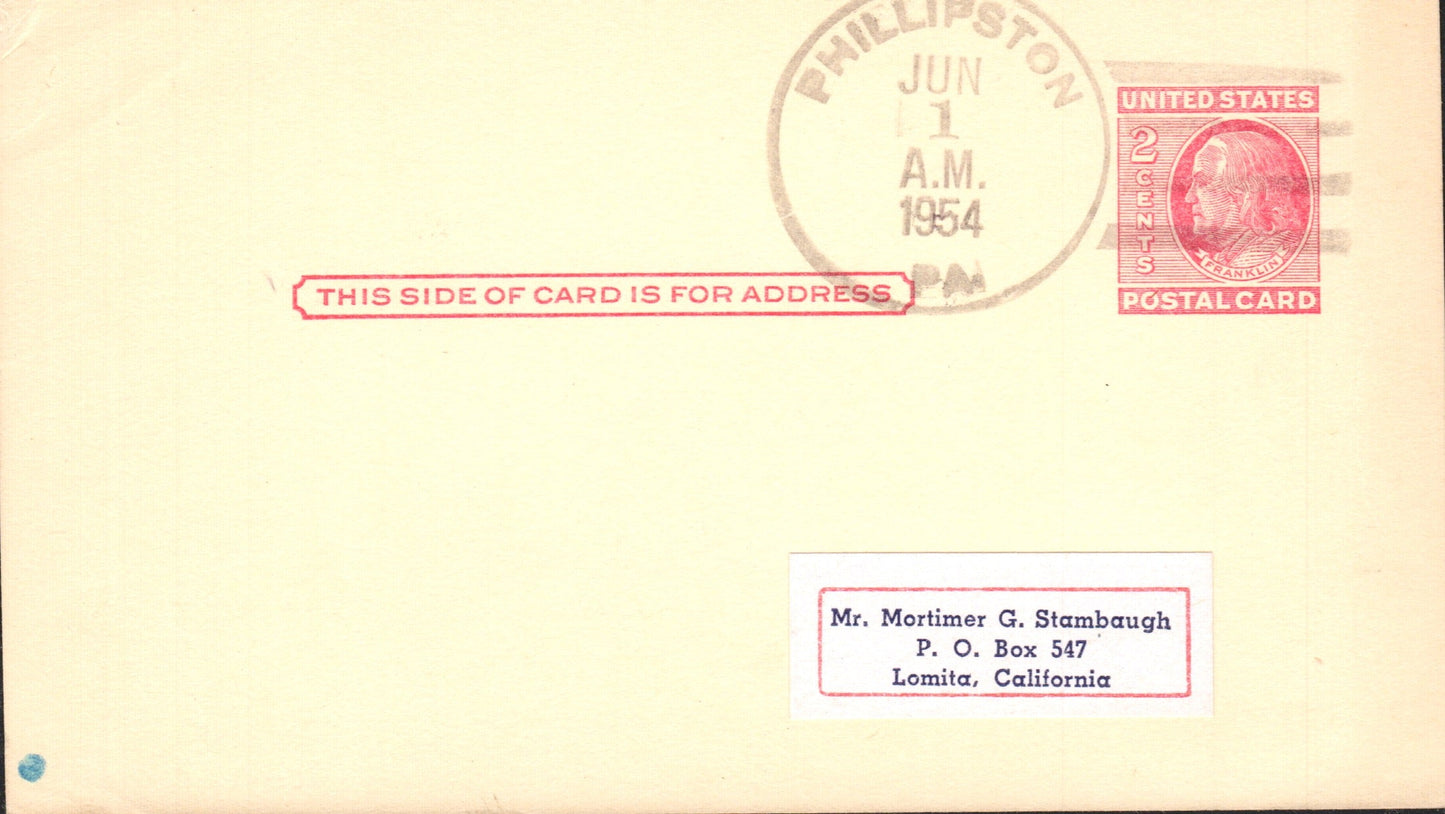 PHILLIPSTON
JUN
1
A.M.
1954
PA
UNITED STATES
2 CENTS
FRANKLIN
POSTAL CARD
THIS SIDE OF CARD IS FOR ADDRESS
Mr. Mortimer G. Stambaugh
P. O. Box 547
Lomita, California